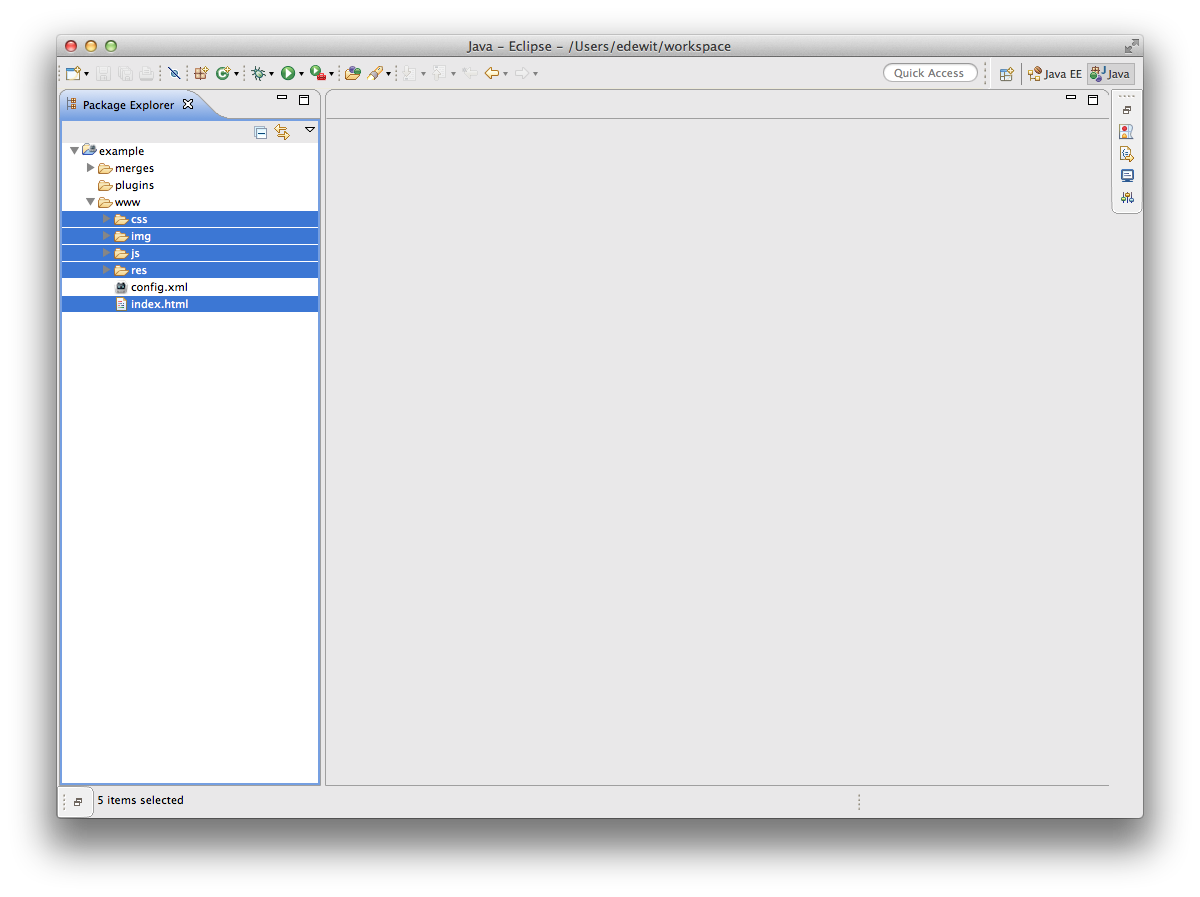 Java – Eclipse – /Users/edewit/workspace
Quick Access
Java EE
Java
Package Explorer
example
merges
plugins
www
css
img
js
res
config.xml
index.html
5 items selected